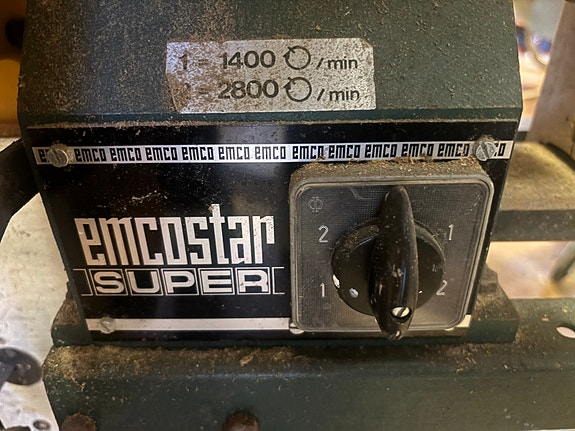 1 = 1400 /min
= 2800 /min
emco emco emco emco emco emco emco emco emco emco emco emco
emcostar
SUPER
2 1
1 2